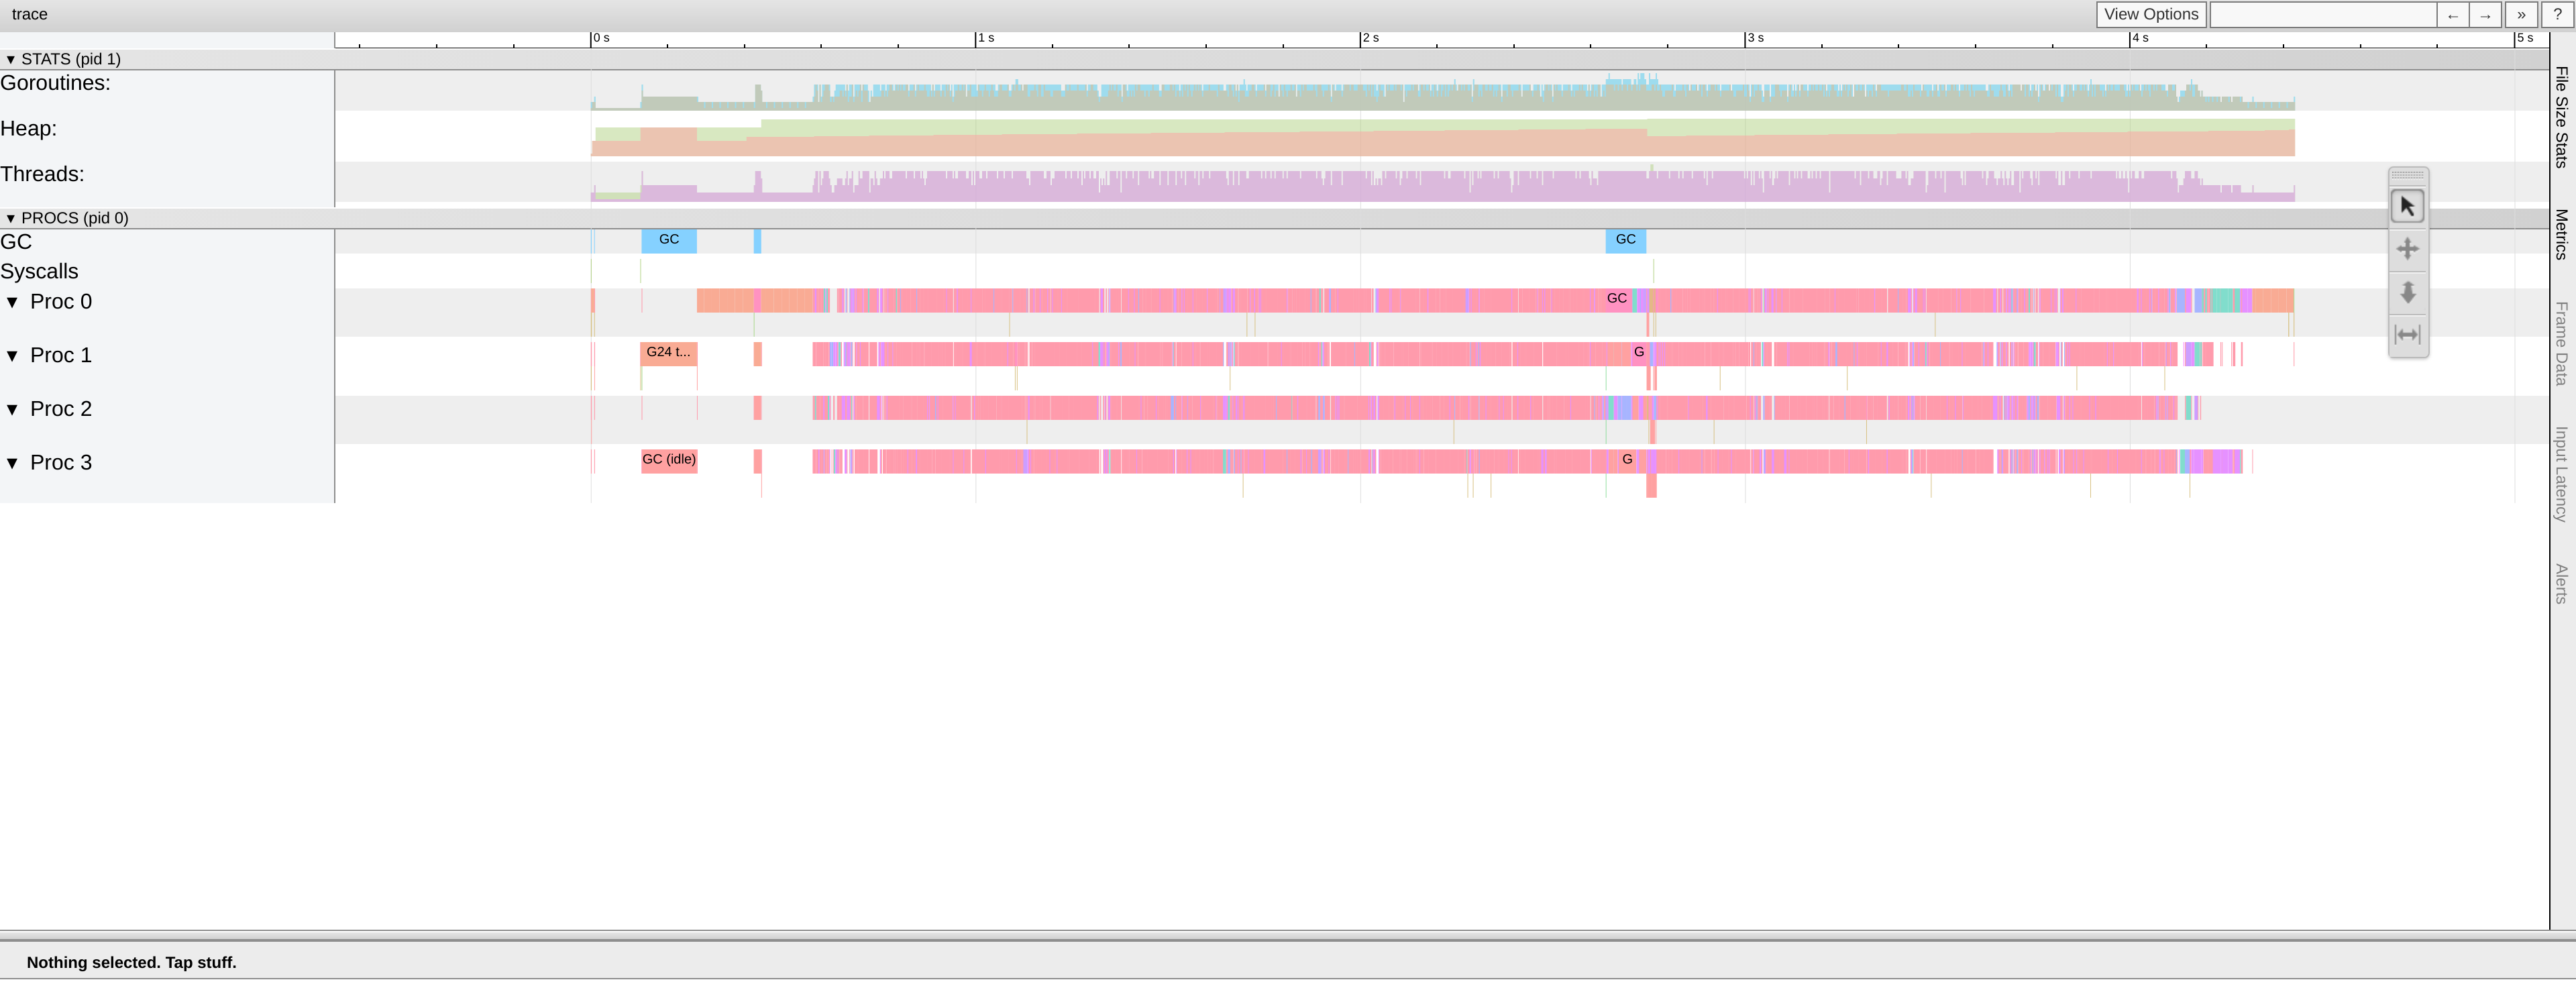 trace
View Options
← → » ?
0 s 1 s 2 s 3 s 4 s 5 s
▼ STATS (pid 1)
Goroutines:
Heap:
Threads:
▼ PROCS (pid 0)
GC GC GC
Syscalls
▼ Proc 0 GC
▼ Proc 1 G24 t... G
▼ Proc 2
▼ Proc 3 GC (idle) G
File Size Stats
Metrics
Frame Data
Input Latency
Alerts
Nothing selected. Tap stuff.